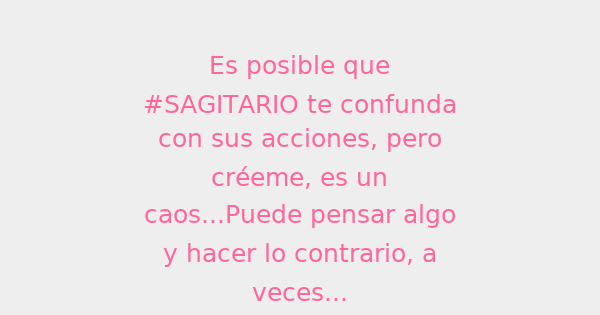 Es posible que
#SAGITARIO te confunda
con sus acciones, pero
créeme, es un
caos...Puede pensar algo
y hacer lo contrario, a
veces...